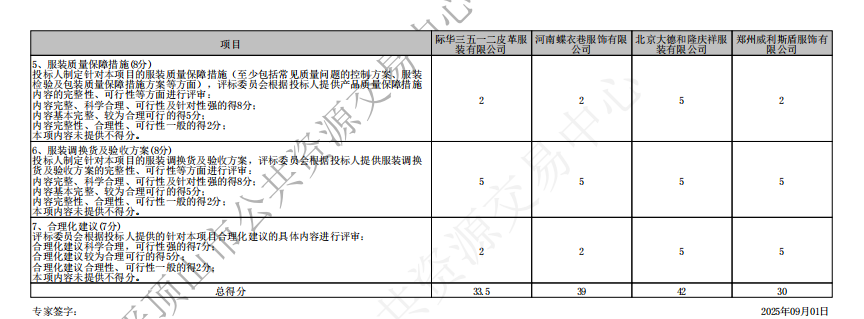 项目
际华三五一二皮革服
装有限公司
河南蝶衣巷服饰有限公
司
北京大德和隆庆祥服
装有限公司
郑州威利斯盾服饰有
限公司
5、服装质量保障措施(8分)
投标人制定针对本项目的服装质量保障措施（至少包括常见质量问题的控制方案、服装
检验及包装质量保障措施方案等方面），评标委员会根据投标人提供产品质量保障措施
内容的完整性、可行性等方面进行评审：
内容完整、科学合理、可行性及针对性强的得8分；
内容基本完整、较为合理可行的得5分；
内容完整性、合理性、可行性一般的得2分；
本项内容未提供不得分。
2
2
5
2
6、服装调换货及验收方案(8分)
投标人制定针对本项目的服装调换货及验收方案，评标委员会根据投标人提供服装调换
货及验收方案的完整性、可行性等方面进行评审：
内容完整、科学合理、可行性及针对性强的得8分；
内容基本完整、较为合理可行的得5分；
内容完整性、合理性、可行性一般的得2分；
本项内容未提供不得分。
5
5
5
5
7、合理化建议(7分)
评标委员会根据投标人提供的针对本项目合理化建议的具体内容进行评审：
合理化建议科学合理，可行性强的得7分；
合理化建议较为合理可行的得5分；
合理化建议合理性、可行性一般的得2分；
本项内容未提供不得分。
2
2
5
5
总得分
33.5
39
42
30
专家签字：
2025年09月01日
平顶山市公共资源交易中心
共资源交易中心